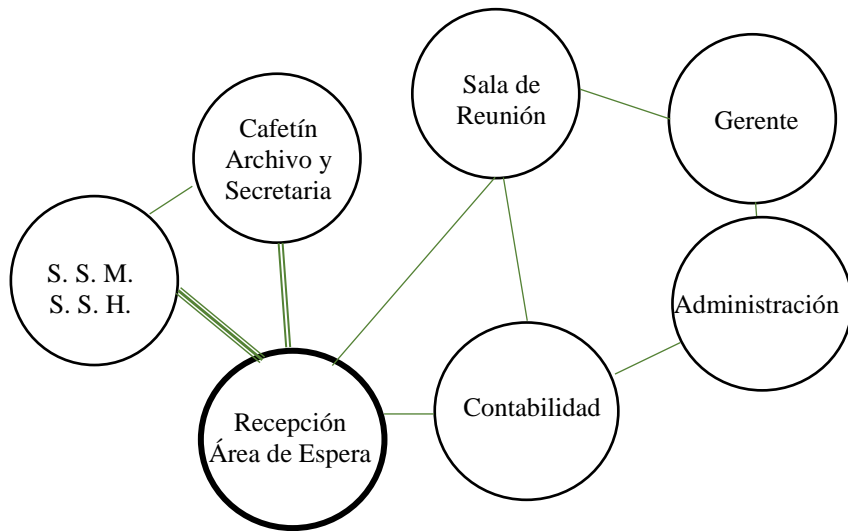 Sala de
Reunión
Gerente
Cafetín
Archivo y
Secretaria
S. S. M.
S. S. H.
Administración
Contabilidad
Recepción
Área de Espera